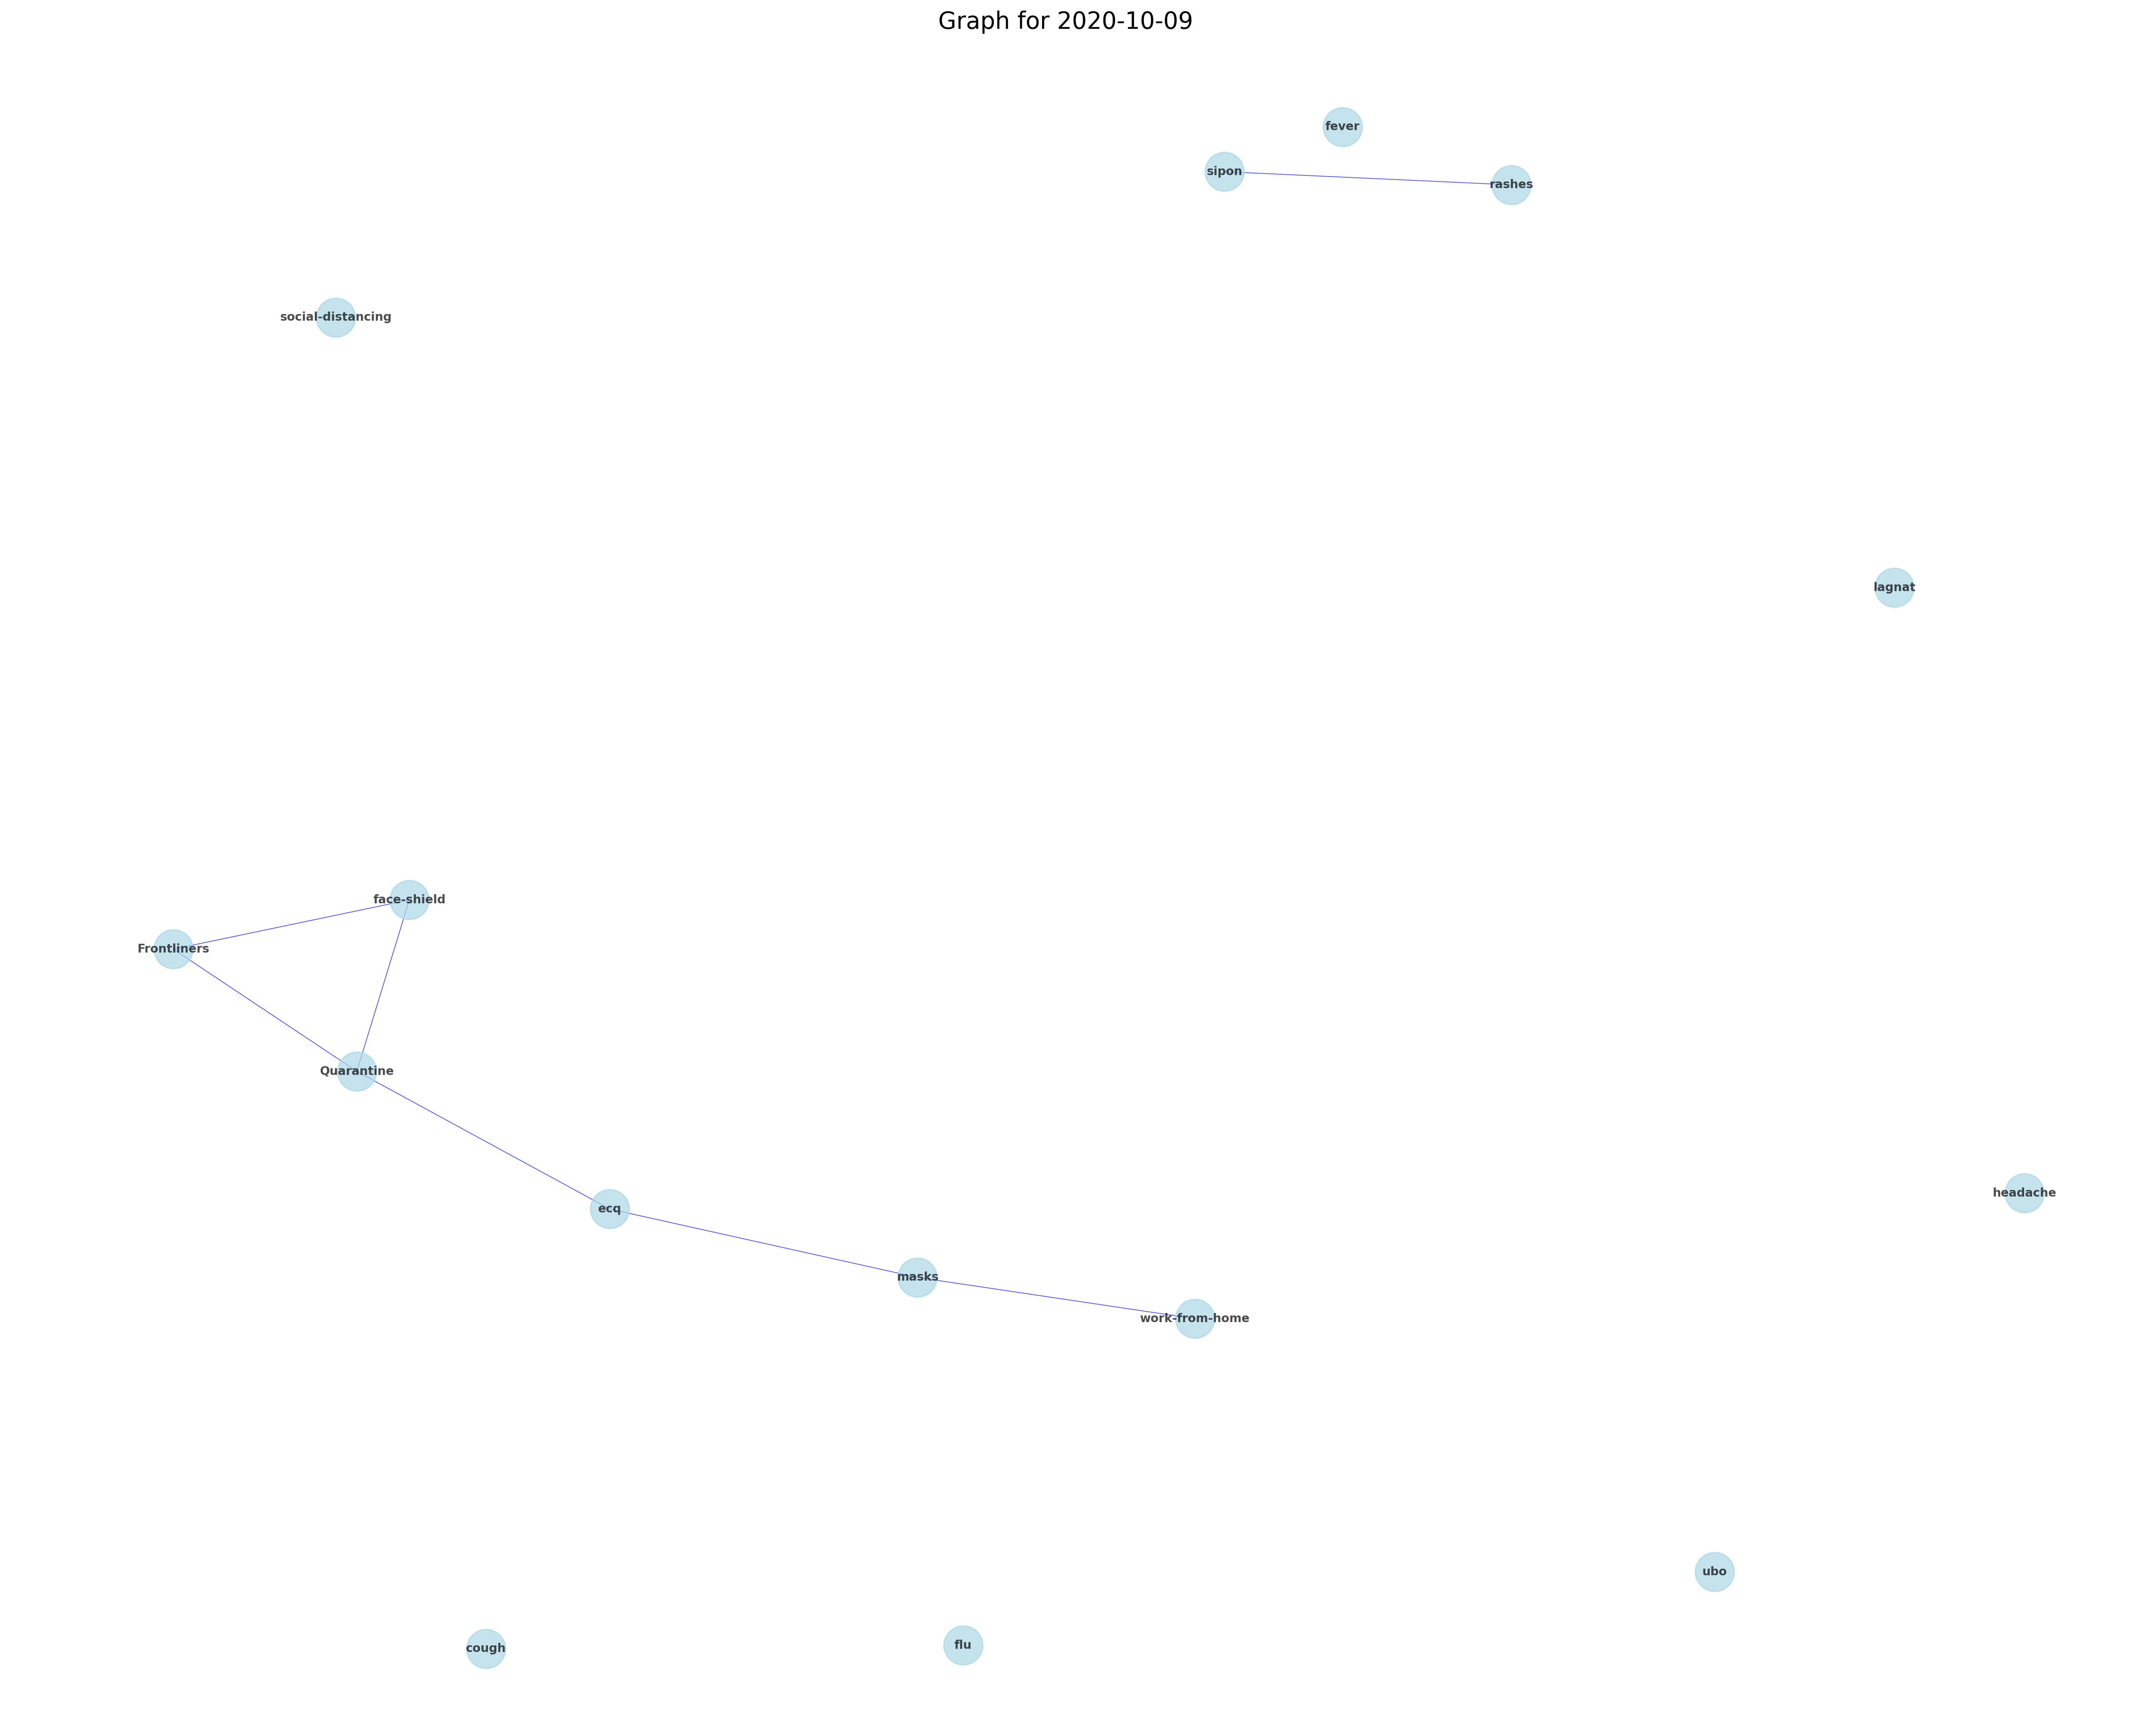 Graph for 2020-10-09
fever
sipon
rashes
social-distancing
lagnat
face-shield
Frontliners
Quarantine
headache
ecq
masks
work-from-home
ubo
flu
cough